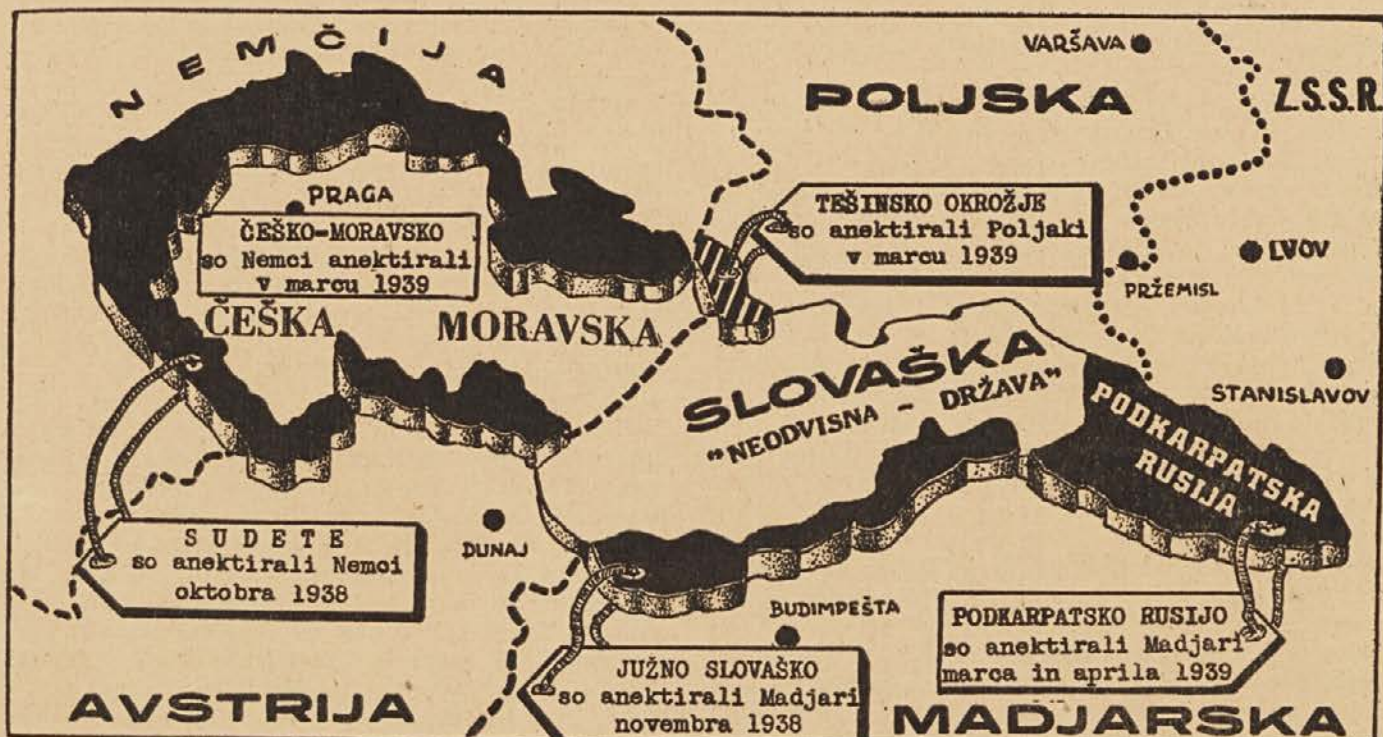 NEMČIJA
VARŠAVA
POLJSKA
Z.S.S.R.
PRAGA
ČEŠKO-MORAVSKO
so Nemci anektirali
v marcu 1939
TEŠINSKO OKROŽJE
so anektirali Poljaki
v marcu 1939
LVOV
PRŽEMISL
ČEŠKA
MORAVSKA
SLOVAŠKA
"NEODVISNA - DRŽAVA"
STANISLAVOV
PODKARPATSKA
RUSIJA
SUDETE
so anektirali Nemci
oktobra 1938
DUNAJ
BUDIMPEŠTA
JUŽNO SLOVAŠKO
so anektirali Madjari
novembra 1938
PODKARPATSKO RUSIJO
so anektirali Madjari
marca in aprila 1939
AVSTRIJA
MADJARSKA